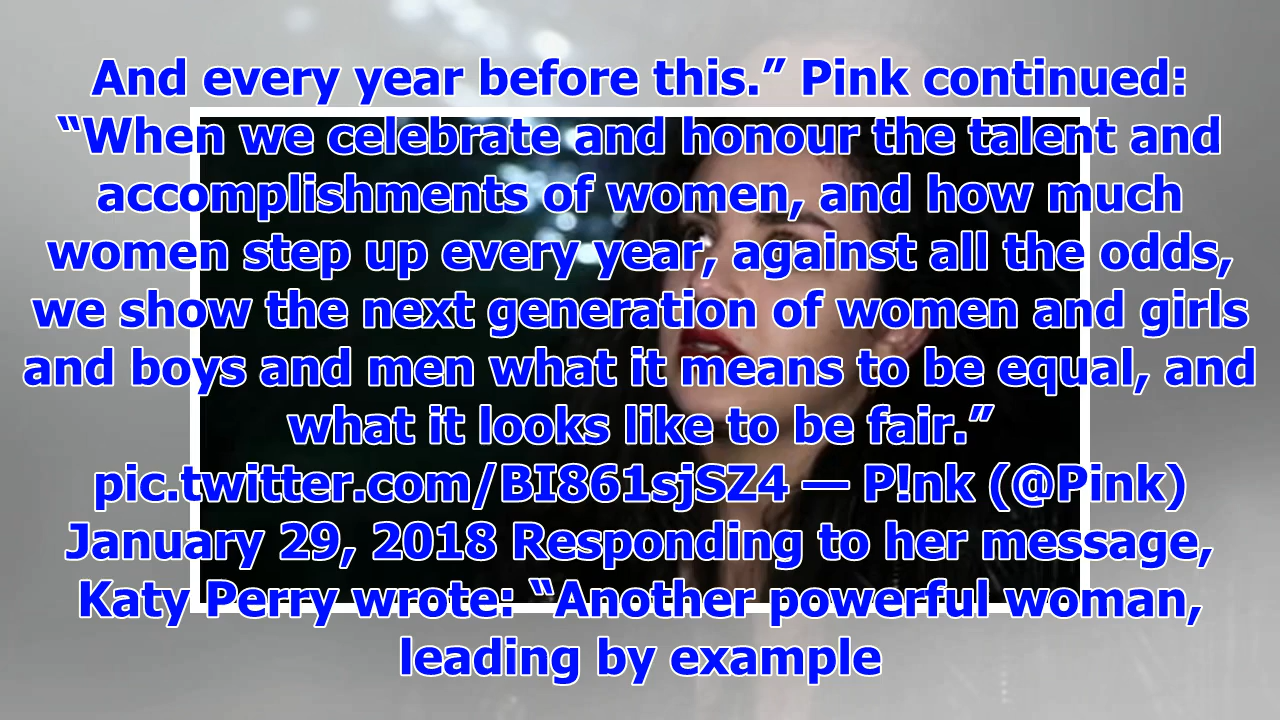 And every year before this.” Pink continued:
“When we celebrate and honour the talent and
accomplishments of women, and how much
women step up every year, against all the odds,
we show the next generation of women and girls
and boys and men what it means to be equal, and
what it looks like to be fair.”
pic.twitter.com/BI861sjSZ4 — P!nk (@Pink)
January 29, 2018 Responding to her message,
Katy Perry wrote: “Another powerful woman,
leading by example